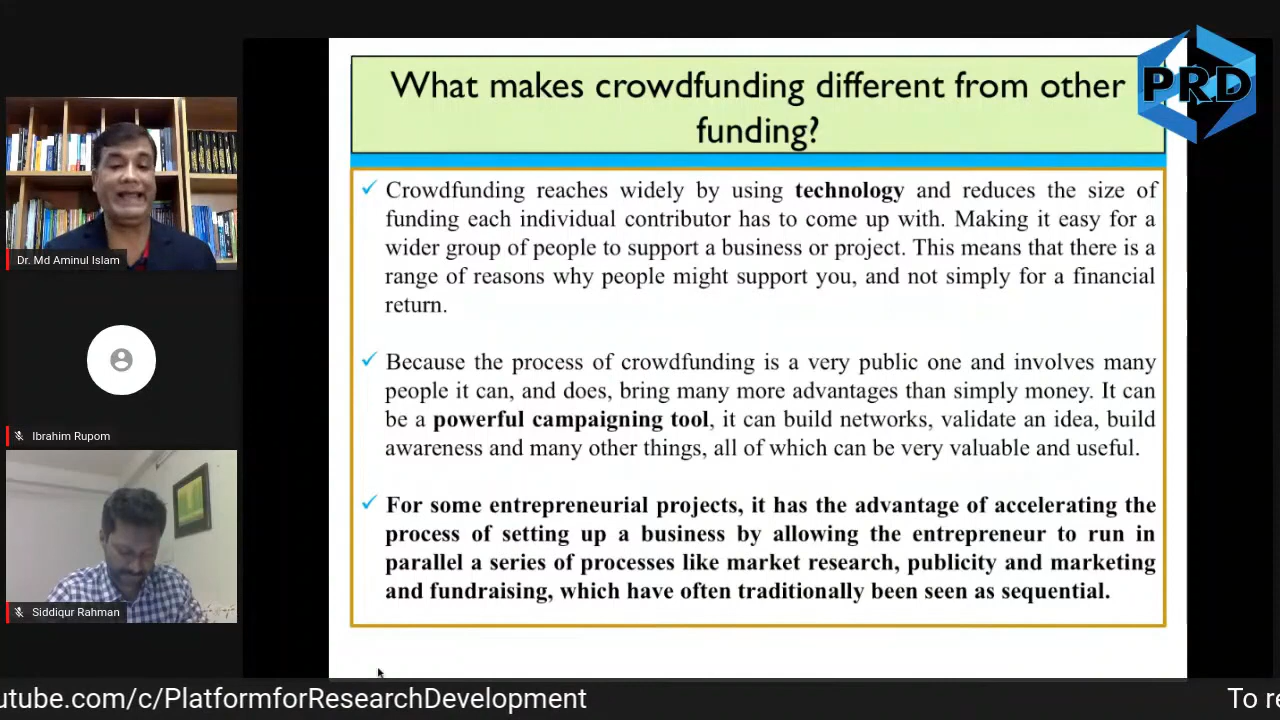 What makes crowdfunding different from other
funding?
PRD
✓ Crowdfunding reaches widely by using technology and reduces the size of
funding each individual contributor has to come up with. Making it easy for a
wider group of people to support a business or project. This means that there is a
range of reasons why people might support you, and not simply for a financial
return.
✓ Because the process of crowdfunding is a very public one and involves many
people it can, and does, bring many more advantages than simply money. It can
be a powerful campaigning tool, it can build networks, validate an idea, build
awareness and many other things, all of which can be very valuable and useful.
✓ For some entrepreneurial projects, it has the advantage of accelerating the
process of setting up a business by allowing the entrepreneur to run in
parallel a series of processes like market research, publicity and marketing
and fundraising, which have often traditionally been seen as sequential.
Dr. Md Aminul Islam
Ibrahim Rupom
Siddiqur Rahman
utube.com/c/PlatformforResearchDevelopment
To re